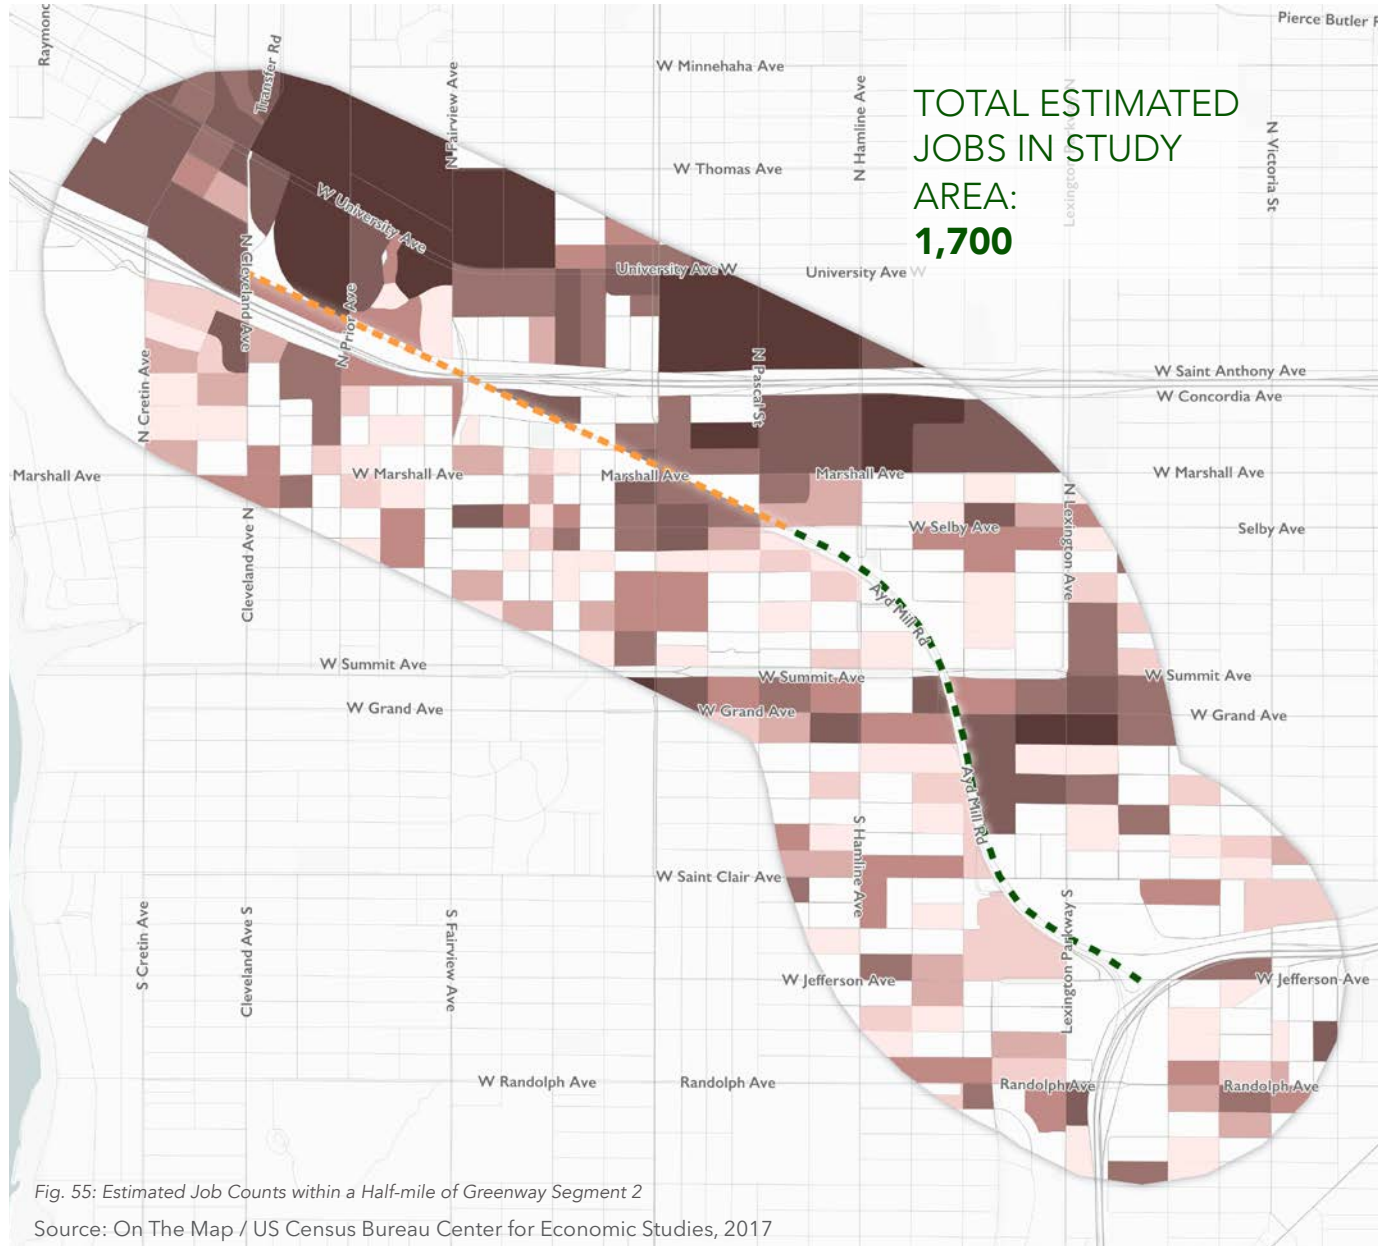 Raymond
Transfer Rd
Pierce Butler R
W Minnehaha Ave
N Fairview Ave
N Hamline Ave
TOTAL ESTIMATED
JOBS IN STUDY
AREA:
1,700
Lexington Parkway N
N Victoria St
W Thomas Ave
W University Ave
N Cleveland Ave
University Ave W
University Ave W
N Prior Ave
N Cretin Ave
N Pascal St
W Saint Anthony Ave
W Concordia Ave
Marshall Ave
W Marshall Ave
Marshall Ave
Marshall Ave
W Marshall Ave
N Lexington Ave
Cleveland Ave N
W Selby Ave
Selby Ave
Ayd Mill Rd
W Summit Ave
W Summit Ave
W Summit Ave
W Grand Ave
W Grand Ave
W Grand Ave
Ayd Mill Rd
S Hamline Ave
W Saint Clair Ave
S Cretin Ave
Cleveland Ave S
S Fairview Ave
Lexington Parkway S
W Jefferson Ave
W Jefferson Ave
W Randolph Ave
Randolph Ave
Randolph Ave
Randolph Ave
Fig. 55: Estimated Job Counts within a Half-mile of Greenway Segment 2
Source: On The Map / US Census Bureau Center for Economic Studies, 2017